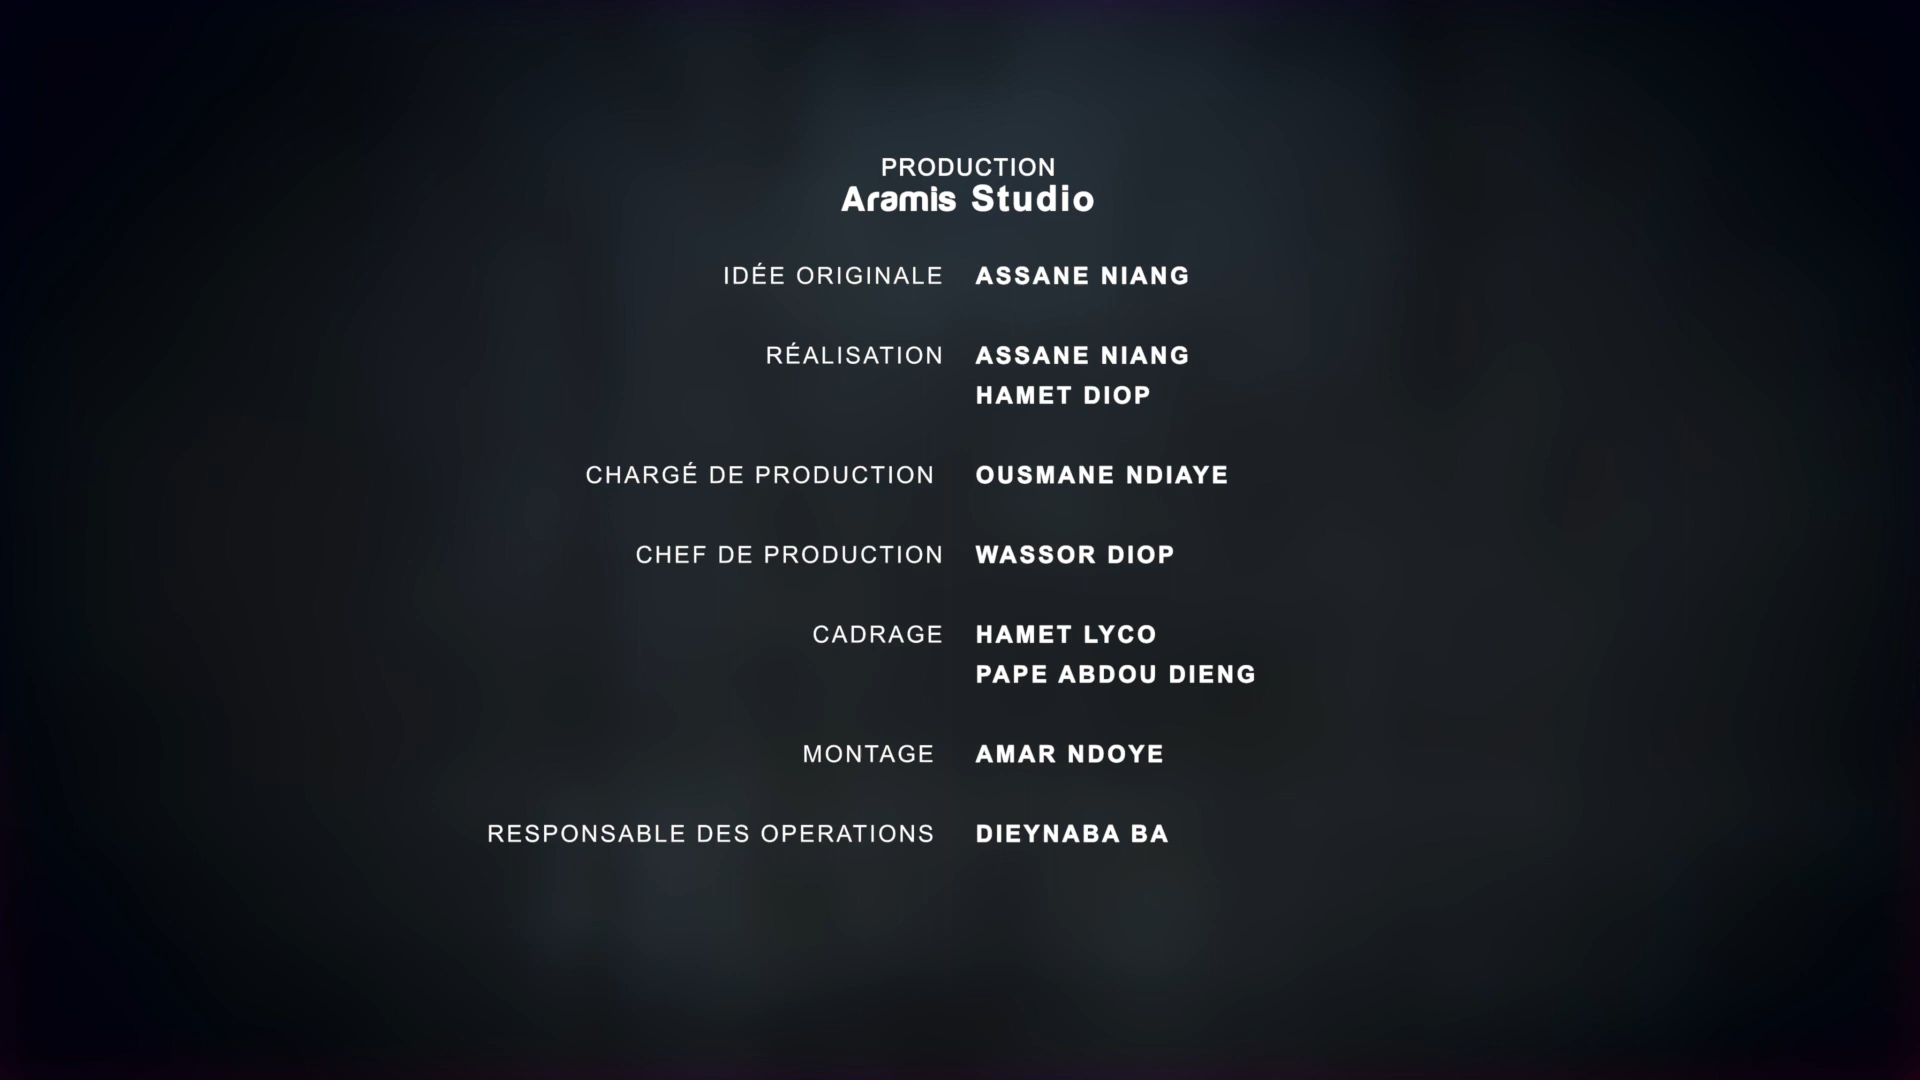 PRODUCTION
Aramis Studio
IDÉE ORIGINALE ASSANE NIANG
RÉALISATION ASSANE NIANG
HAMET DIOP
CHARGÉ DE PRODUCTION OUSMANE NDIAYE
CHEF DE PRODUCTION WASSOR DIOP
CADRAGE HAMET LYCO
PAPE ABDOU DIENG
MONTAGE AMAR NDOYE
RESPONSABLE DES OPERATIONS DIEYNABA BA